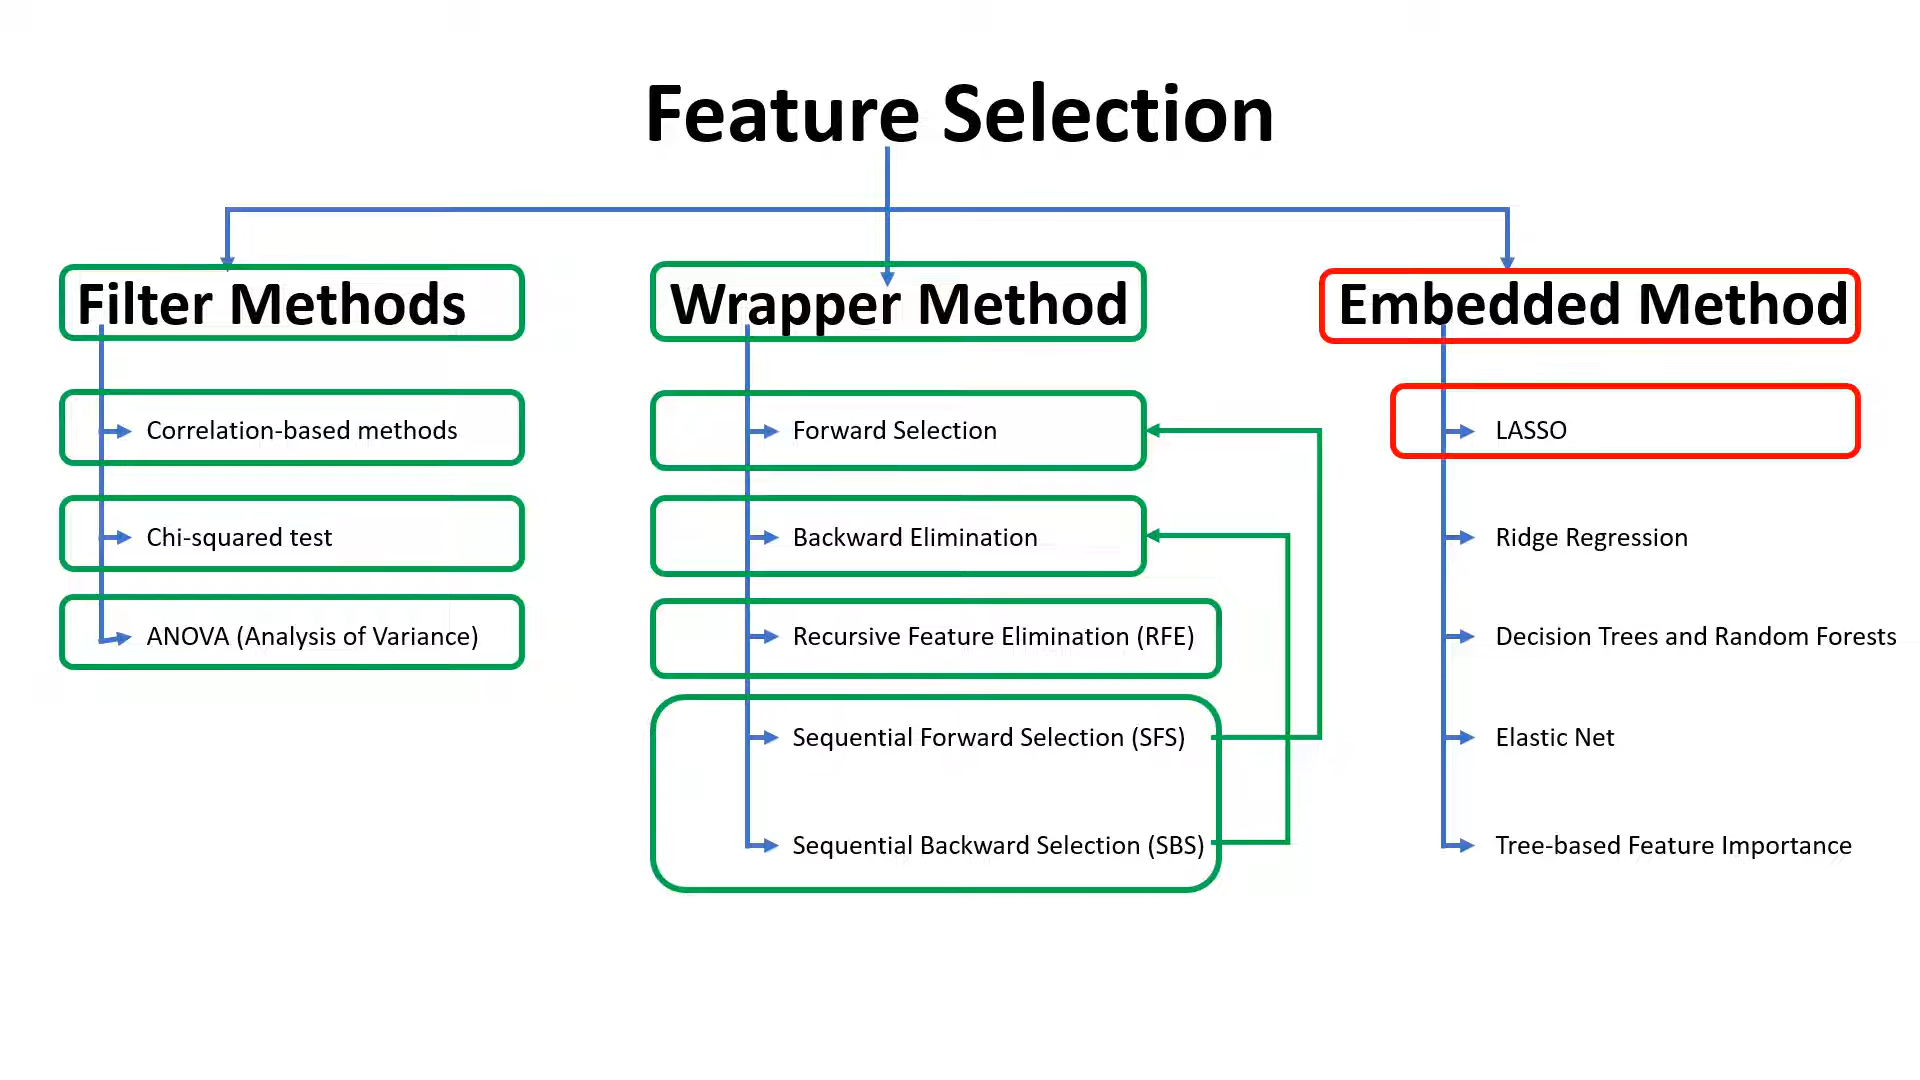 Feature Selection
Filter Methods
Correlation-based methods
Chi-squared test
ANOVA (Analysis of Variance)
Wrapper Method
Forward Selection
Backward Elimination
Recursive Feature Elimination (RFE)
Sequential Forward Selection (SFS)
Sequential Backward Selection (SBS)
Embedded Method
LASSO
Ridge Regression
Decision Trees and Random Forests
Elastic Net
Tree-based Feature Importance